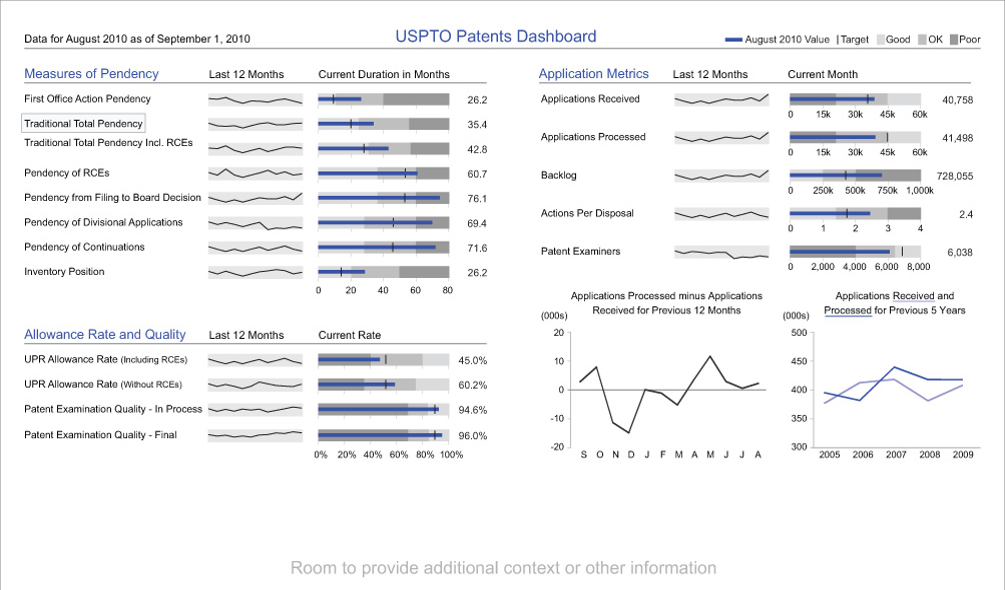 Data for August 2010 as of September 1, 2010
USPTO Patents Dashboard
August 2010 Value | Target Good OK Poor
Measures of Pendency Last 12 Months Current Duration in Months
First Office Action Pendency 26.2
Traditional Total Pendency 35.4
Traditional Total Pendency Incl. RCEs 42.8
Pendency of RCEs 60.7
Pendency from Filing to Board Decision 76.1
Pendency of Divisional Applications 69.4
Pendency of Continuations 71.6
Inventory Position 26.2
0 20 40 60 80
Allowance Rate and Quality Last 12 Months Current Rate
UPR Allowance Rate (Including RCEs) 45.0%
UPR Allowance Rate (Without RCEs) 60.2%
Patent Examination Quality - In Process 94.6%
Patent Examination Quality - Final 96.0%
0% 20% 40% 60% 80% 100%
Application Metrics Last 12 Months Current Month
Applications Received 40,758
0 15k 30k 45k 60k
Applications Processed 41,498
0 15k 30k 45k 60k
Backlog 728,055
0 250k 500k 750k 1,000k
Actions Per Disposal 2.4
0 1 2 3 4
Patent Examiners 6,038
0 2,000 4,000 6,000 8,000
Applications Processed minus Applications
Received for Previous 12 Months
(000s)
20
10
0
-10
-20
S O N D J F M A M J J A
Applications Received and
Processed for Previous 5 Years
(000s)
500
450
400
350
300
2005 2006 2007 2008 2009
Room to provide additional context or other information